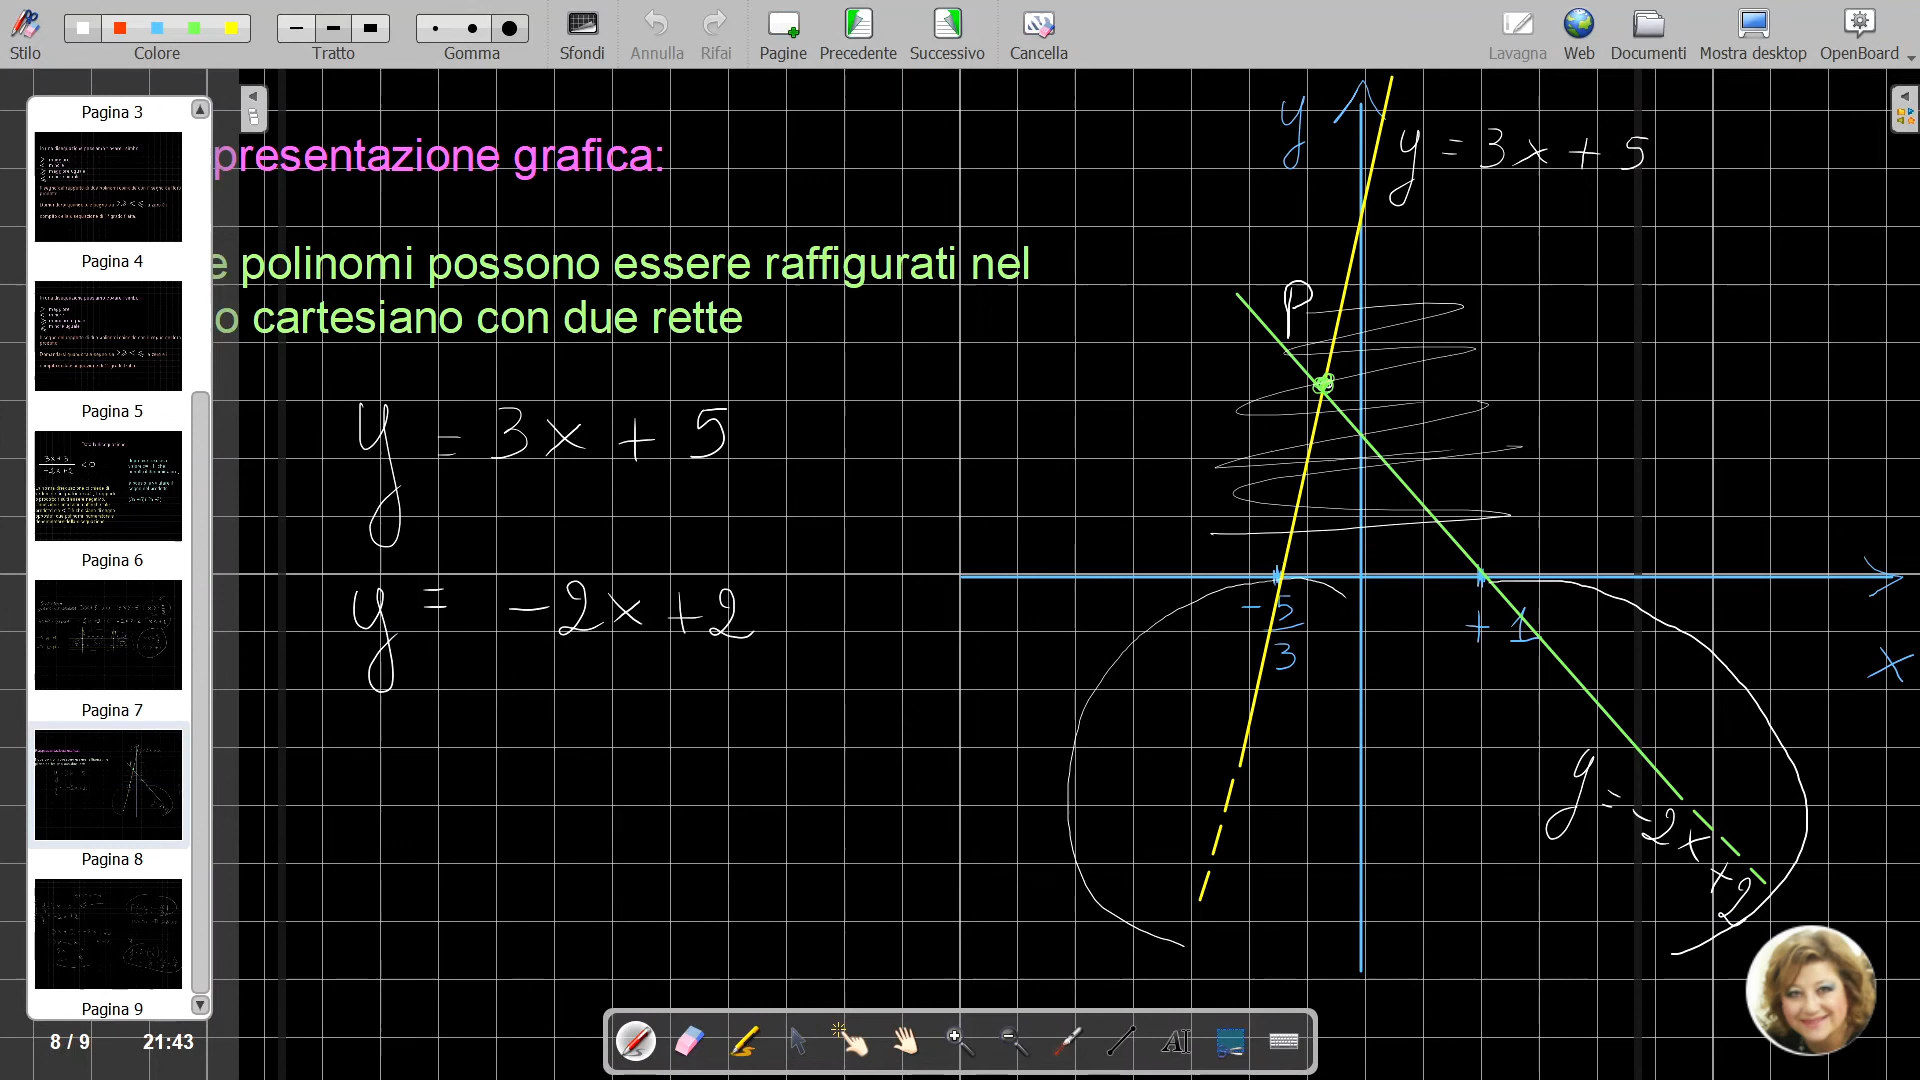 Stilo
Colore
Tratto
Gomma
Sfondi
Annulla
Rifai
Pagine
Precedente
Successivo
Cancella
Lavagna
Web
Documenti
Mostra desktop
OpenBoard
Pagina 3
Pagina 4
Pagina 5
Pagina 6
Pagina 7
Pagina 8
Pagina 9
8 / 9
21:43
presentazione grafica:
e polinomi possono essere raffigurati nel
o cartesiano con due rette
y = 3x + 5
y = -2x +2
y
y = 3x + 5
P
- 5/3
+ 1
x
y = -2x + 2
AI